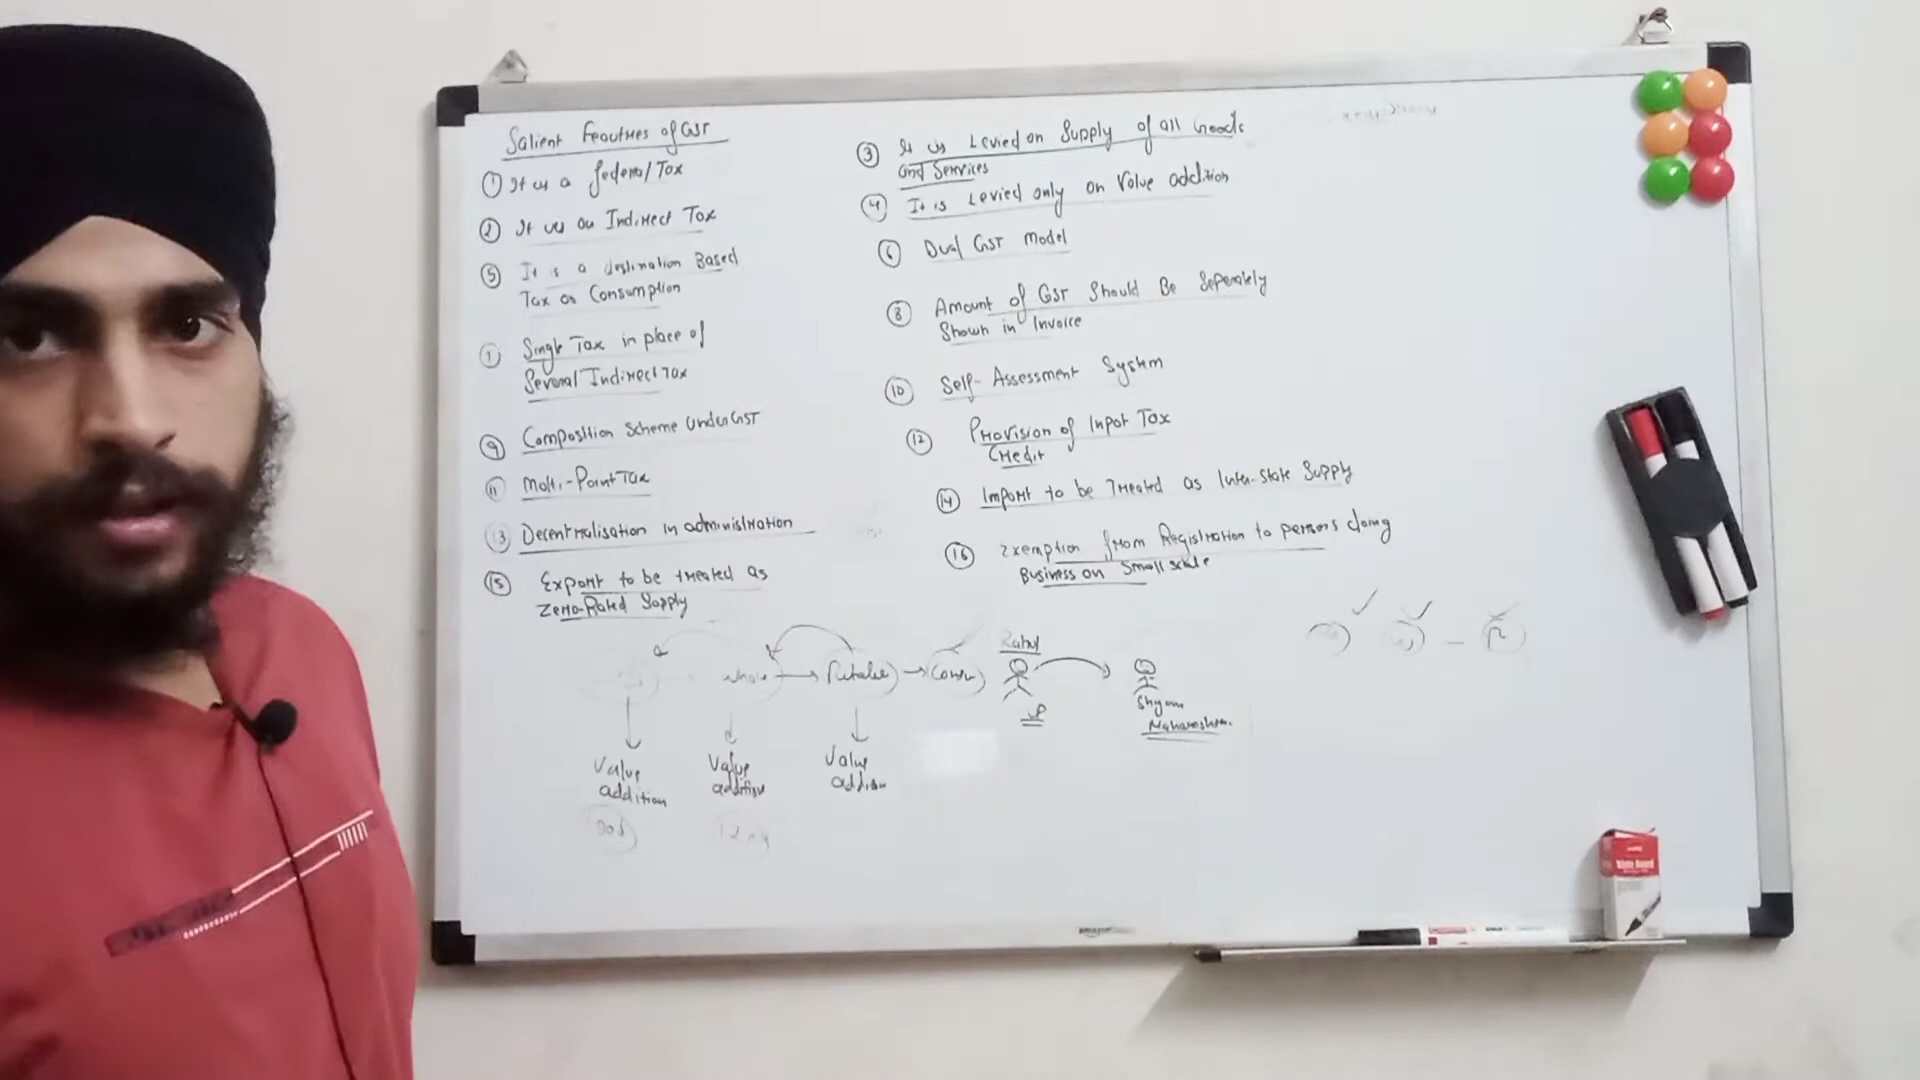 Salient Features of GST
① It is a federal Tax
② It is an Indirect Tax
⑤ It is a destination Based
Tax on Consumption
⑦ Single Tax in place of
Several Indirect Tax
⑨ Composition Scheme Under GST
⑪ Multi-Point Tax
⑬ Decentralisation in administration
⑮ Export to be treated as
Zero-Rated Supply
③ It is Levied on Supply of all Goods
and Services
④ It is Levied only on Value addition
⑥ Dual GST Model
⑧ Amount of GST Should Be Seperately
Shown in Invoice
⑩ Self-Assessment System
⑫ Provision of Input Tax
Credit
⑭ Import to be Treated as Inter-State Supply
⑯ Exemption from Registration to persons doing
Business on Small scale
Whole → Retailer → Consu
Value
addition
Value
addition
Value
addition
Rahul
UP
Shyam
Maharashtra